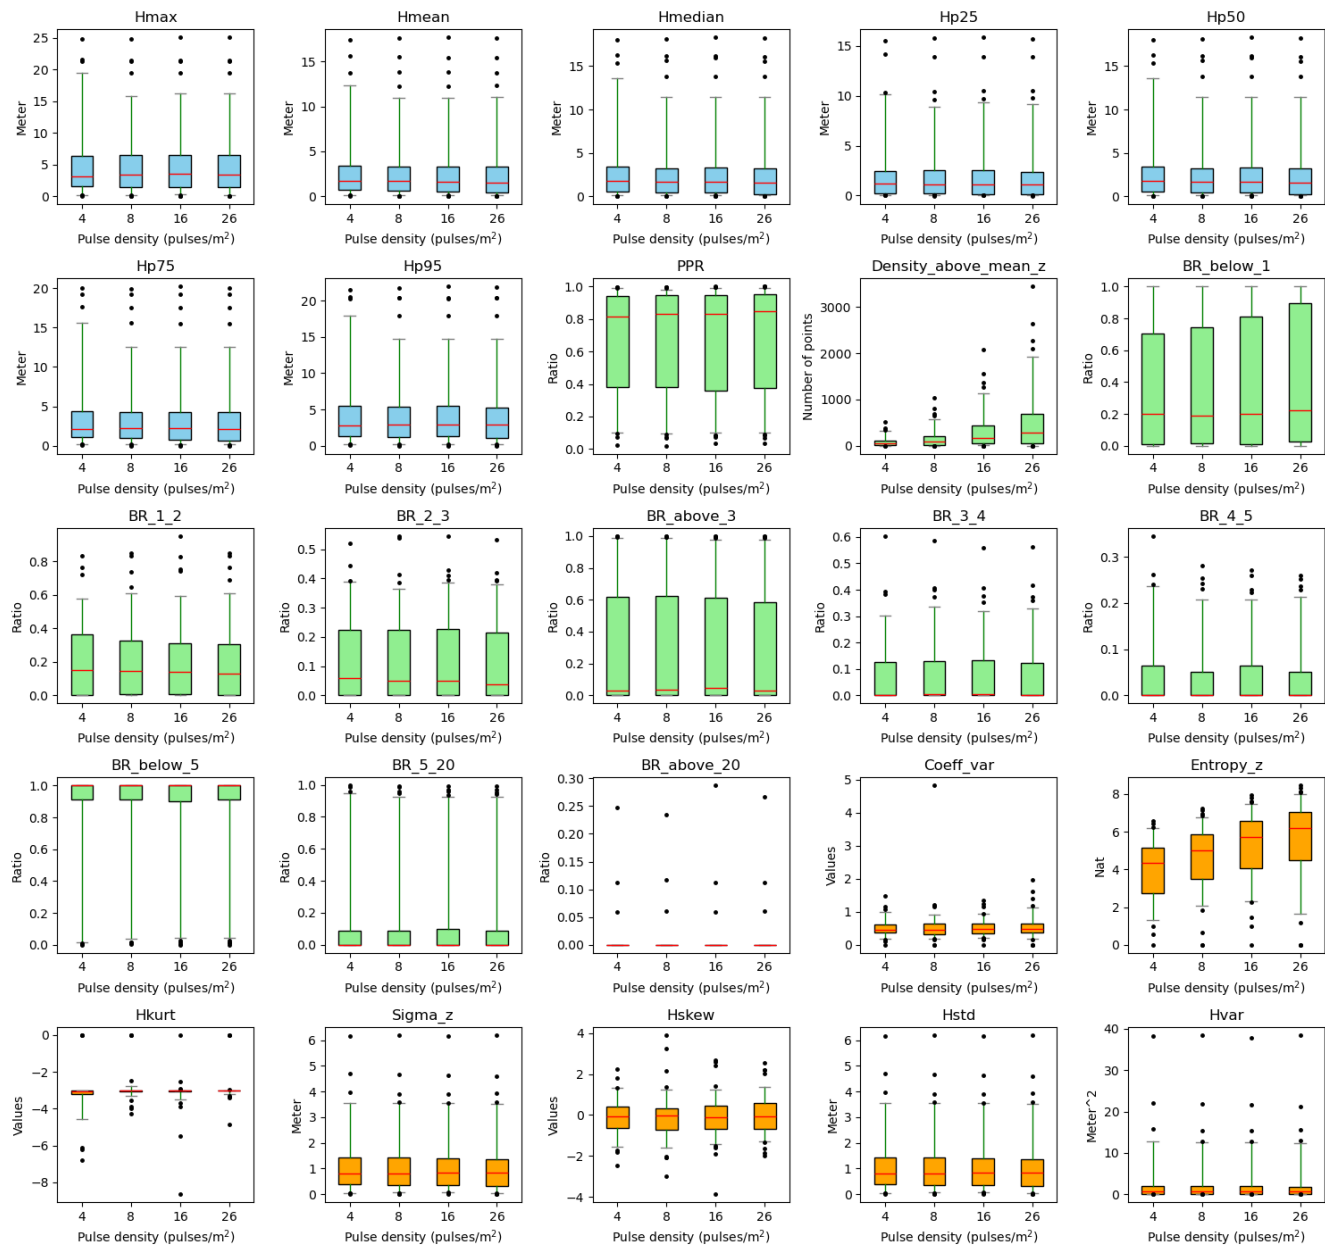 Hmax
Hmean
Hmedian
Hp25
Hp50
25
20
15
10
5
0
Meter
4 8 16 26
Pulse density (pulses/m²)
15
10
5
0
Meter
4 8 16 26
Pulse density (pulses/m²)
15
10
5
0
Meter
4 8 16 26
Pulse density (pulses/m²)
15
10
5
0
Meter
4 8 16 26
Pulse density (pulses/m²)
15
10
5
0
Meter
4 8 16 26
Pulse density (pulses/m²)
Hp75
Hp95
PPR
Density_above_mean_z
BR_below_1
20
15
10
5
0
Meter
4 8 16 26
Pulse density (pulses/m²)
20
15
10
5
0
Meter
4 8 16 26
Pulse density (pulses/m²)
1.0
0.8
0.6
0.4
0.2
0.0
Ratio
4 8 16 26
Pulse density (pulses/m²)
3000
2000
1000
0
Number of points
4 8 16 26
Pulse density (pulses/m²)
1.0
0.8
0.6
0.4
0.2
0.0
Ratio
4 8 16 26
Pulse density (pulses/m²)
BR_1_2
BR_2_3
BR_above_3
BR_3_4
BR_4_5
0.8
0.6
0.4
0.2
0.0
Ratio
4 8 16 26
Pulse density (pulses/m²)
0.5
0.4
0.3
0.2
0.1
0.0
Ratio
4 8 16 26
Pulse density (pulses/m²)
1.0
0.8
0.6
0.4
0.2
0.0
Ratio
4 8 16 26
Pulse density (pulses/m²)
0.6
0.5
0.4
0.3
0.2
0.1
0.0
Ratio
4 8 16 26
Pulse density (pulses/m²)
0.3
0.2
0.1
0.0
Ratio
4 8 16 26
Pulse density (pulses/m²)
BR_below_5
BR_5_20
BR_above_20
Coeff_var
Entropy_z
1.0
0.8
0.6
0.4
0.2
0.0
Ratio
4 8 16 26
Pulse density (pulses/m²)
1.0
0.8
0.6
0.4
0.2
0.0
Ratio
4 8 16 26
Pulse density (pulses/m²)
0.30
0.25
0.20
0.15
0.10
0.05
0.00
Ratio
4 8 16 26
Pulse density (pulses/m²)
5
4
3
2
1
0
Values
4 8 16 26
Pulse density (pulses/m²)
8
6
4
2
0
Nat
4 8 16 26
Pulse density (pulses/m²)
Hkurt
Sigma_z
Hskew
Hstd
Hvar
0
−2
−4
−6
−8
Values
4 8 16 26
Pulse density (pulses/m²)
6
5
4
3
2
1
0
Meter
4 8 16 26
Pulse density (pulses/m²)
4
2
0
−2
−4
Values
4 8 16 26
Pulse density (pulses/m²)
6
5
4
3
2
1
0
Meter
4 8 16 26
Pulse density (pulses/m²)
40
30
20
10
0
Meter^2
4 8 16 26
Pulse density (pulses/m²)